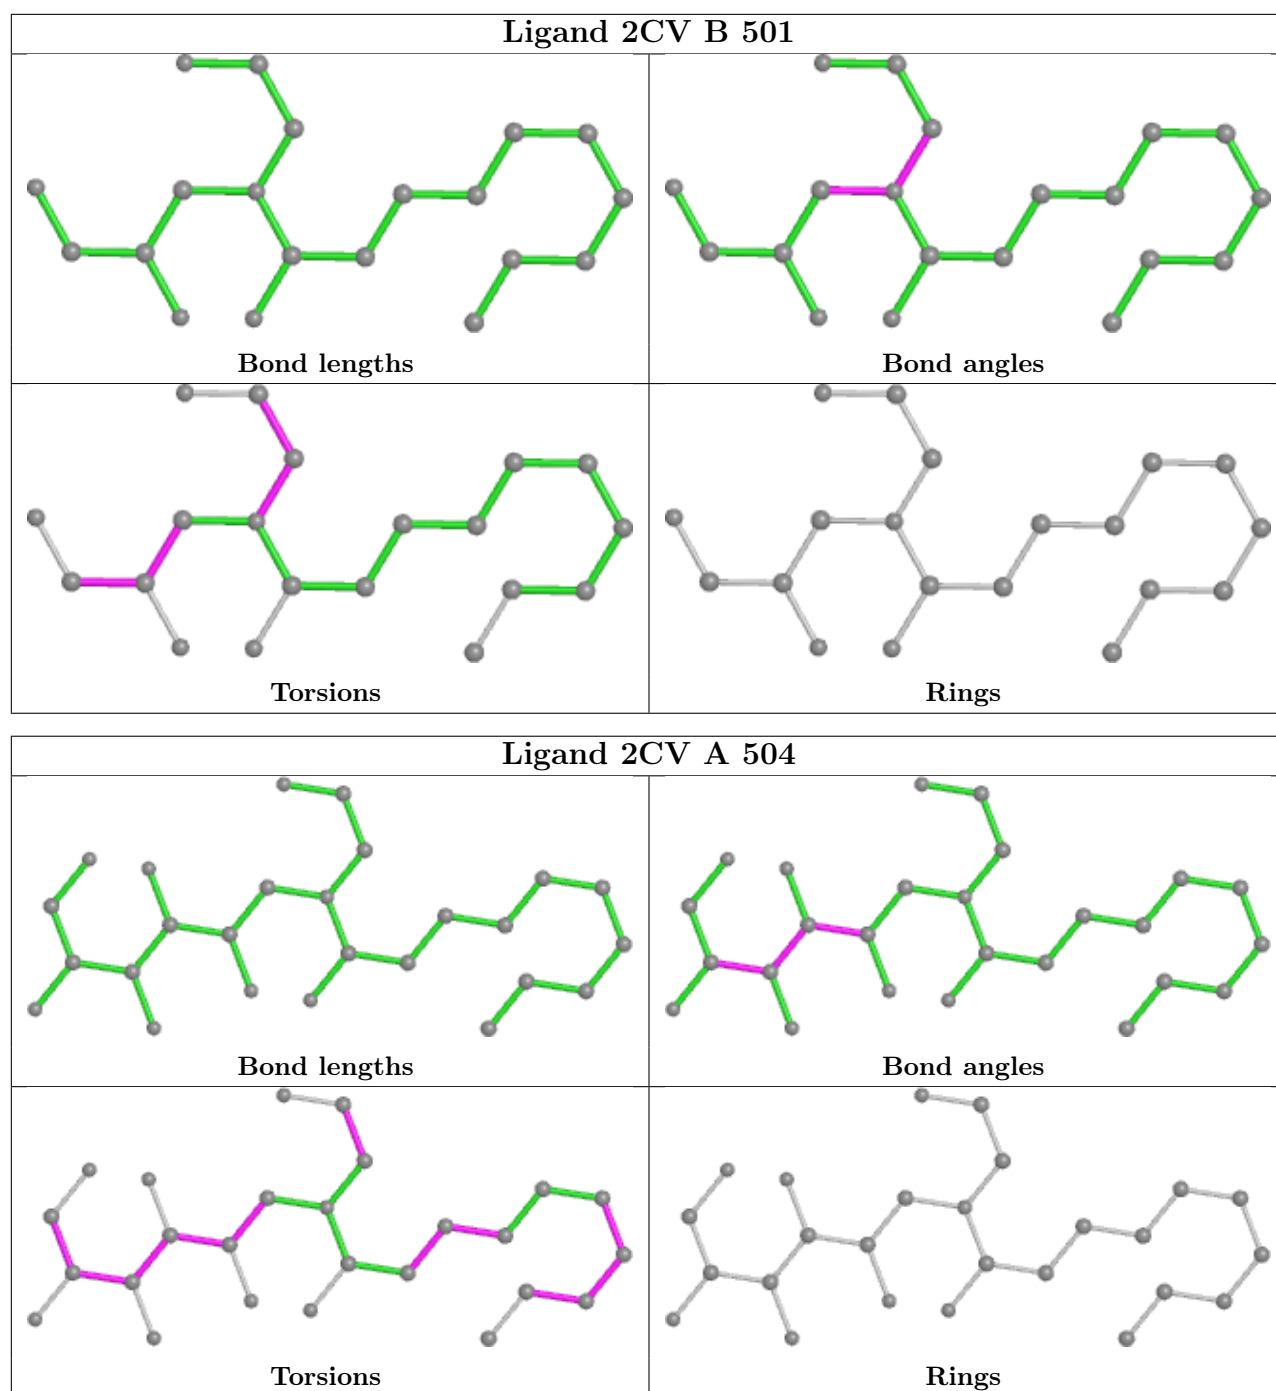 Ligand 2CV B 501
Bond lengths
Bond angles
Torsions
Rings
Ligand 2CV A 504
Bond lengths
Bond angles
Torsions
Rings